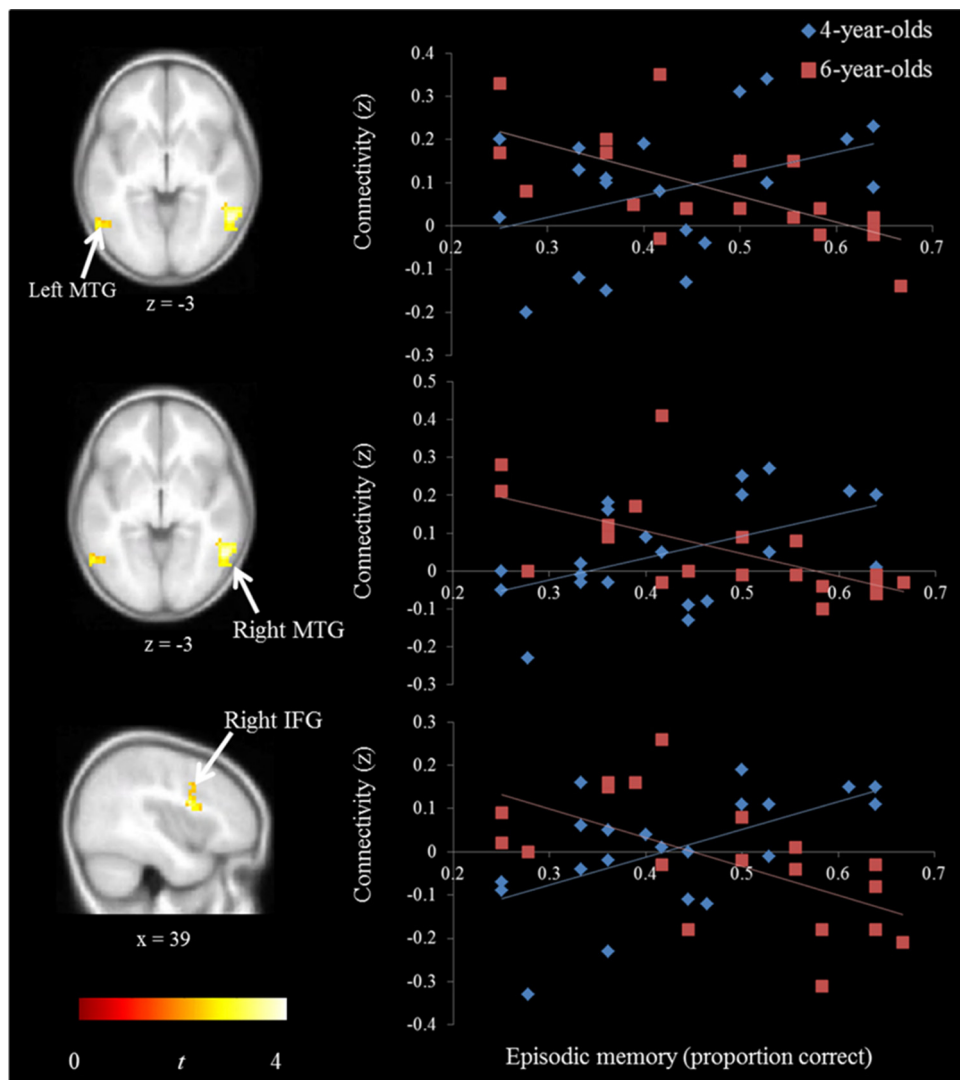 4-year-olds
6-year-olds
Connectivity (z)
0.4
0.3
0.2
0.1
0
-0.1
-0.2
-0.3
0.2 0.3 0.4 0.5 0.6 0.7
Left MTG
z = -3
Connectivity (z)
0.5
0.4
0.3
0.2
0.1
0
-0.1
-0.2
-0.3
0.2 0.3 0.4 0.5 0.6 0.7
Right MTG
z = -3
Connectivity (z)
0.3
0.2
0.1
0
-0.1
-0.2
-0.3
-0.4
0.2 0.3 0.4 0.5 0.6 0.7
Right IFG
x = 39
0 t 4
Episodic memory (proportion correct)